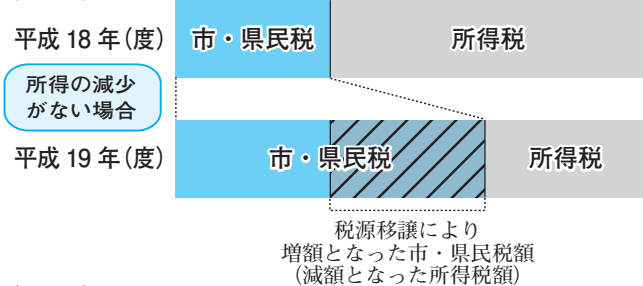 平成 18 年(度)
市・県民税
所得税
所得の減少
がない場合
平成 19 年(度)
市・県民税
所得税
税源移譲により
増額となった市・県民税額
(減額となった所得税額)